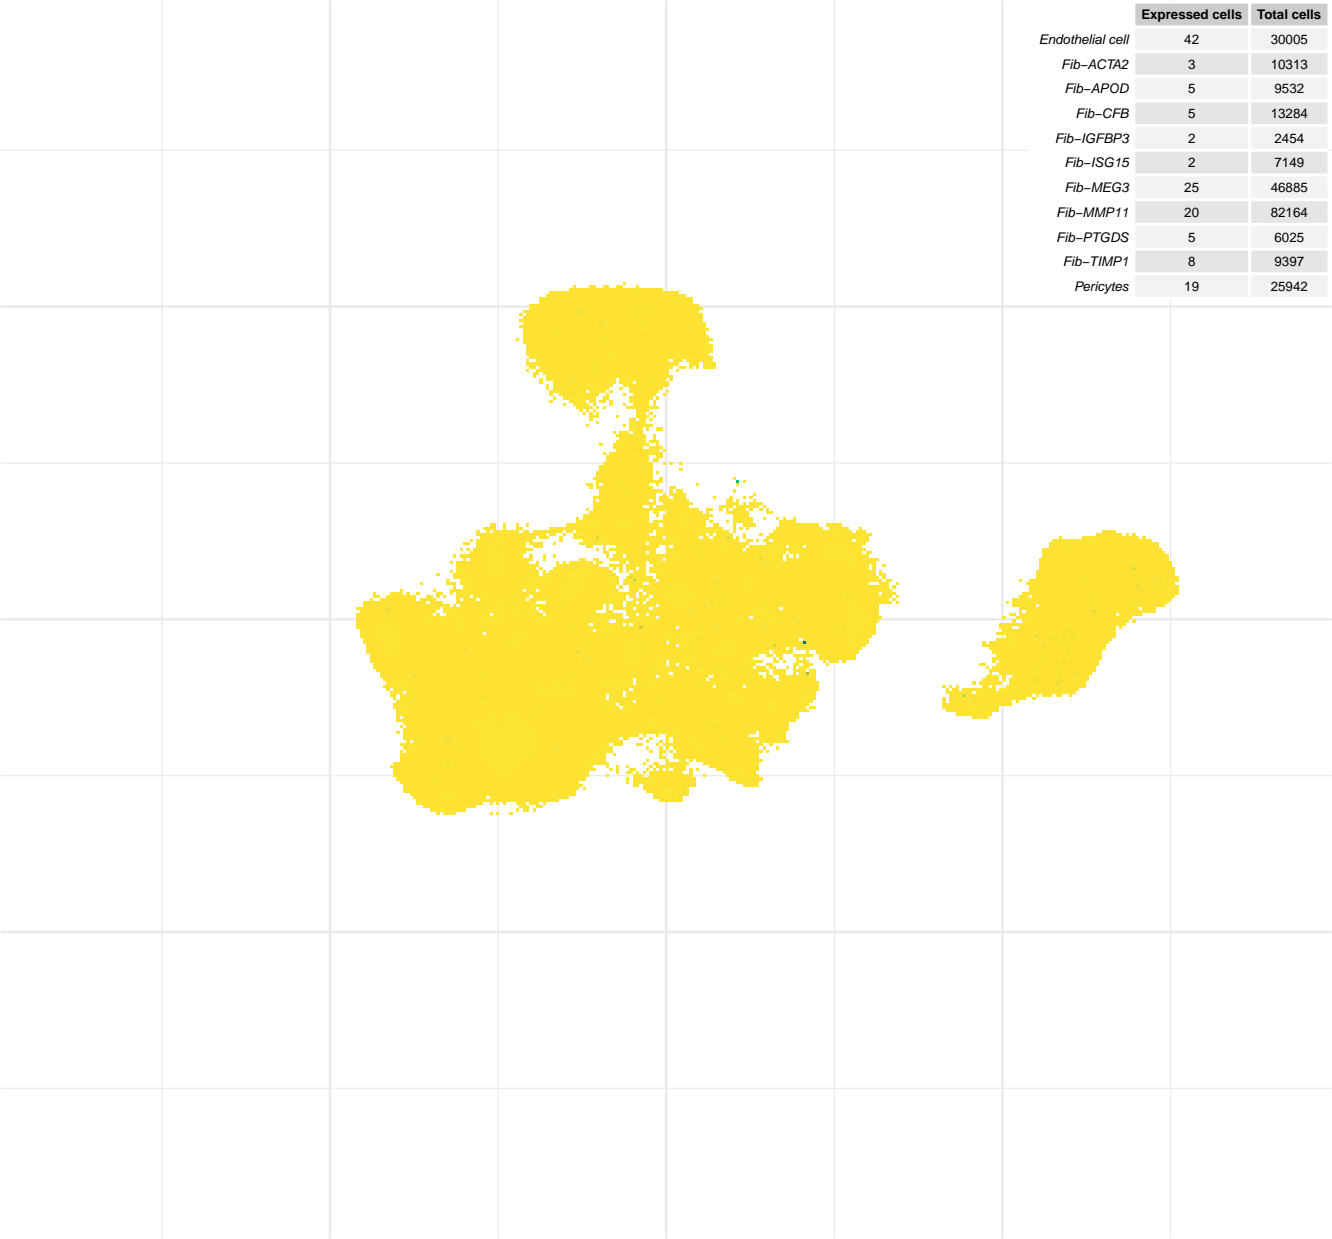 Expressed cells Total cells
Endothelial cell 42 30005
Fib−ACTA2 3 10313
Fib−APOD 5 9532
Fib−CFB 5 13284
Fib−IGFBP3 2 2454
Fib−ISG15 2 7149
Fib−MEG3 25 46885
Fib−MMP11 20 82164
Fib−PTGDS 5 6025
Fib−TIMP1 8 9397
Pericytes 19 25942